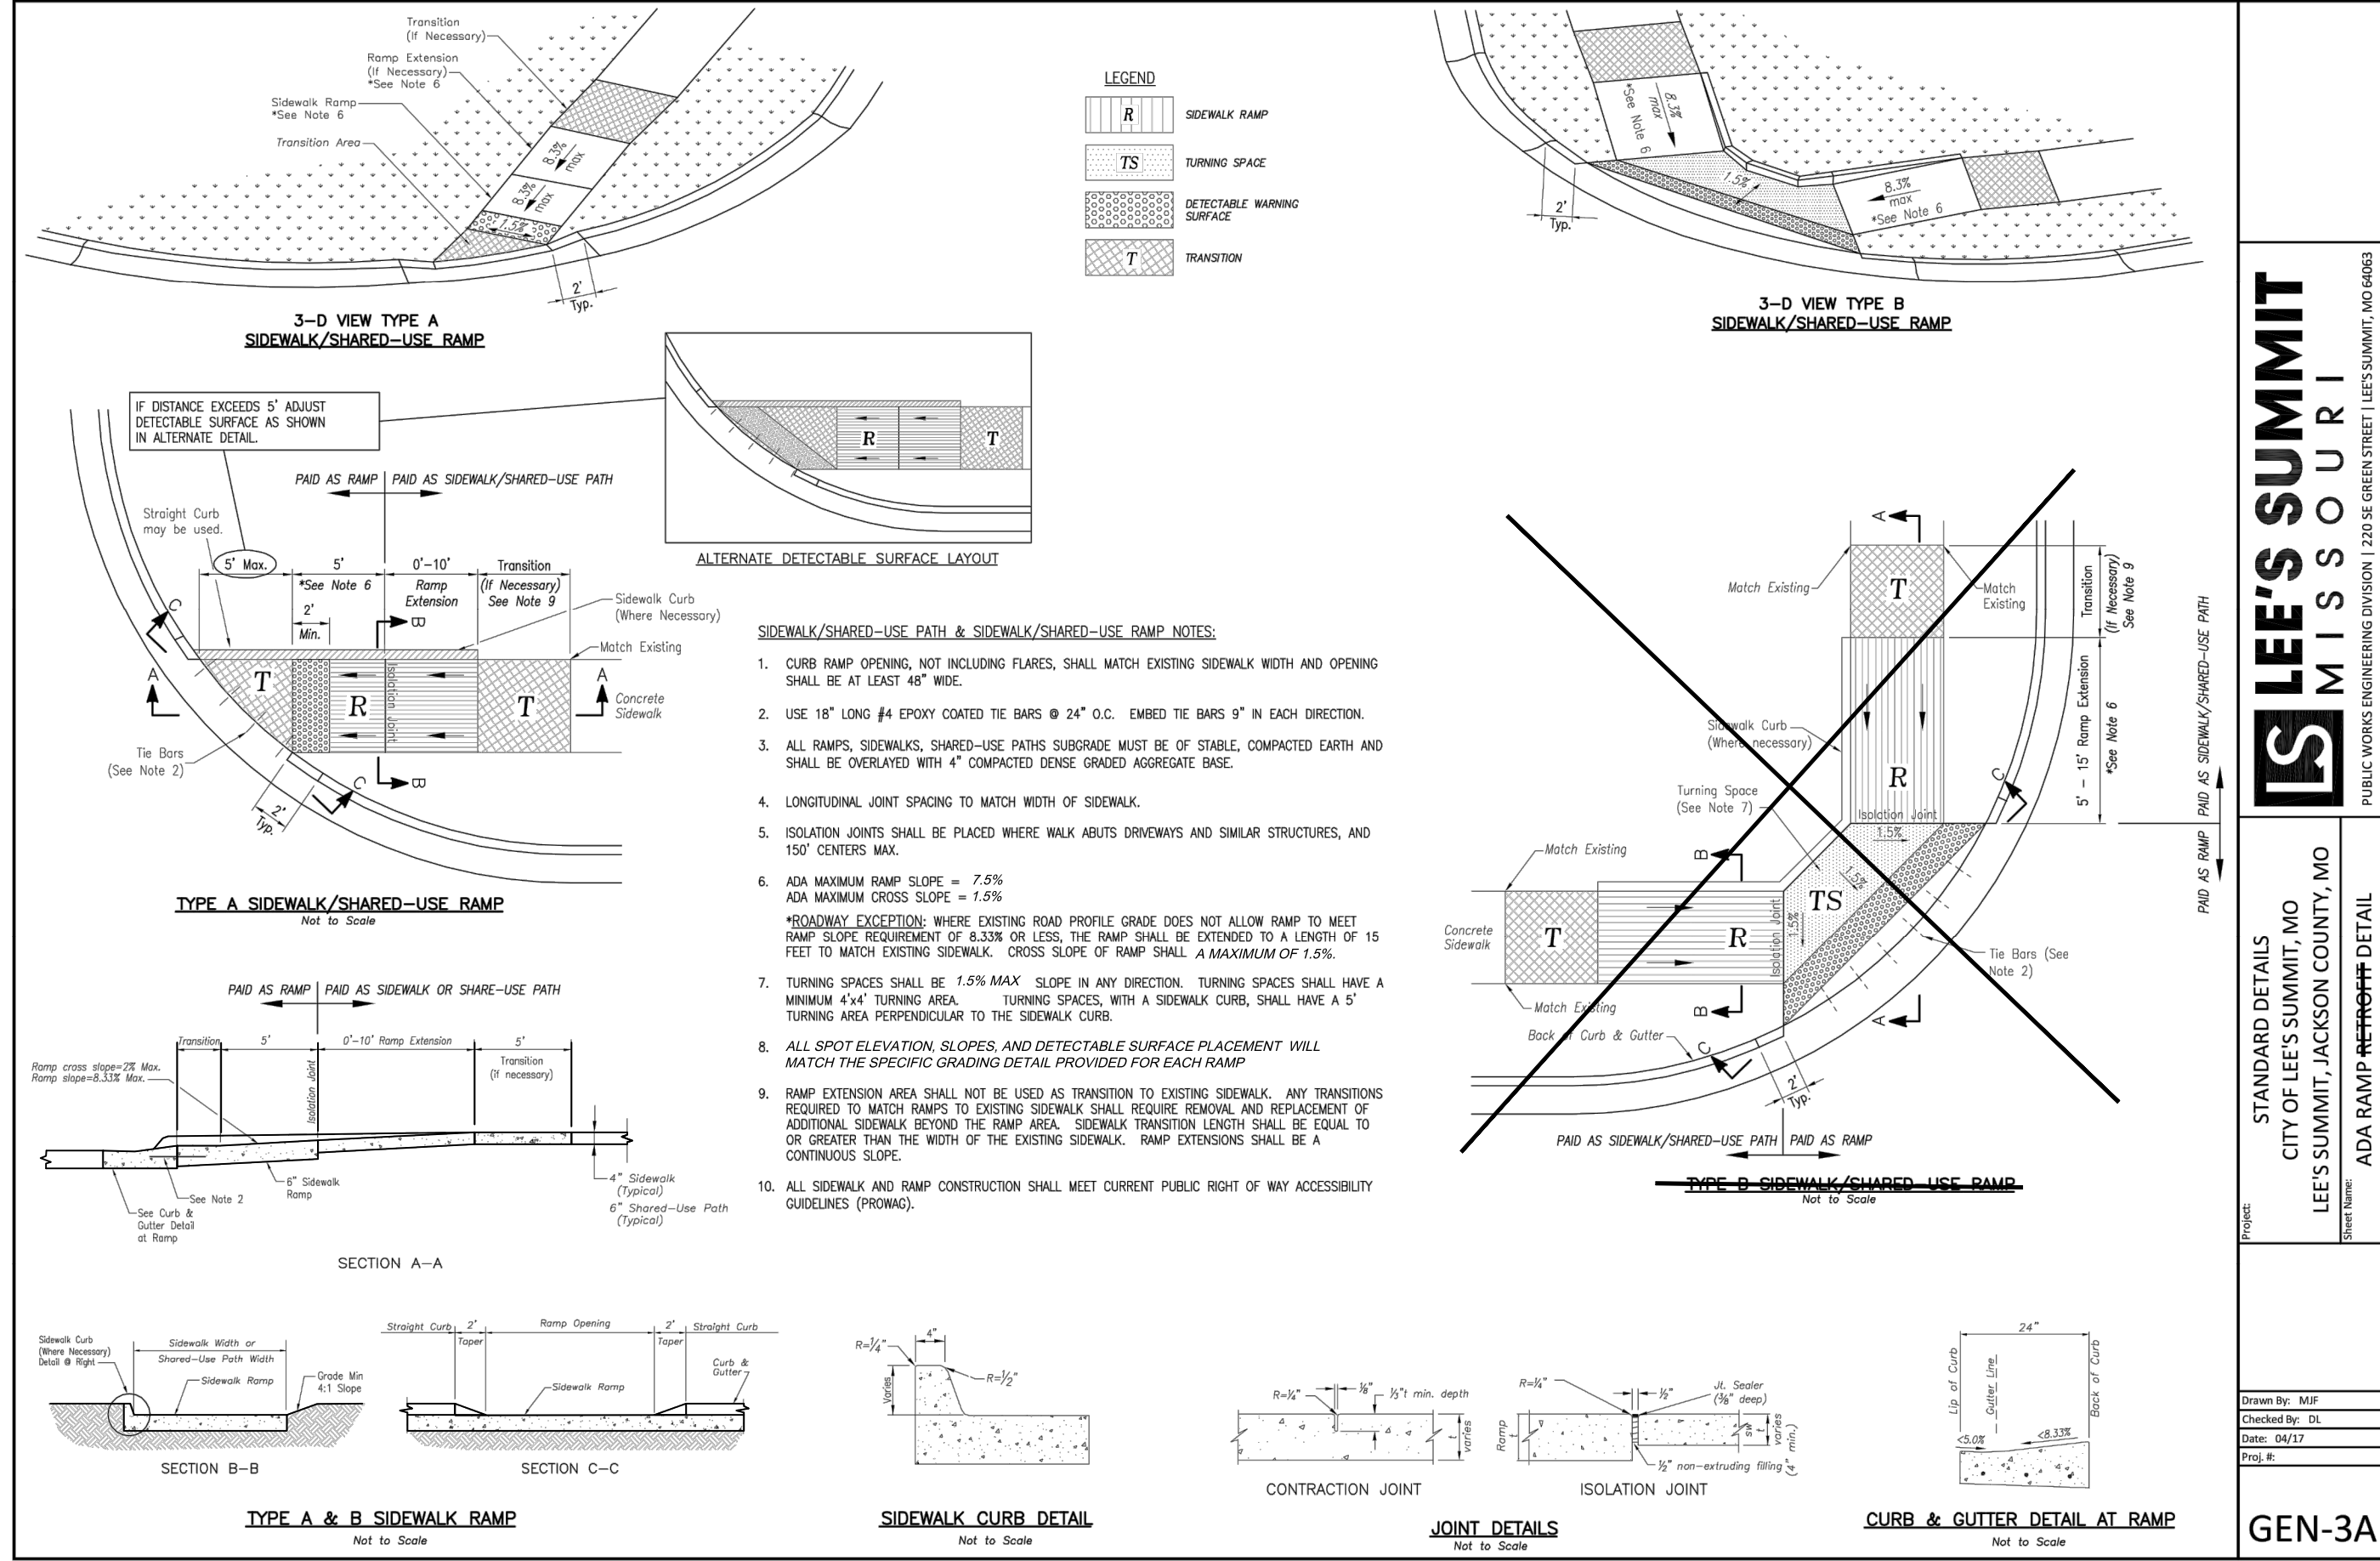 Transition
(If Necessary)
Ramp Extension
(If Necessary)
*See Note 6
Sidewalk Ramp
*See Note 6
Transition Area
8.3%
max
8.3%
max
1.5%
2'
Typ.
3-D VIEW TYPE A
SIDEWALK/SHARED-USE RAMP
LEGEND
R
SIDEWALK RAMP
TS
TURNING SPACE
DETECTABLE WARNING
SURFACE
T
TRANSITION
8.3%
max
*See Note 6
1.5%
8.3%
max
*See Note 6
2'
Typ.
3-D VIEW TYPE B
SIDEWALK/SHARED-USE RAMP
IF DISTANCE EXCEEDS 5' ADJUST
DETECTABLE SURFACE AS SHOWN
IN ALTERNATE DETAIL.
R
T
ALTERNATE DETECTABLE SURFACE LAYOUT
PAID AS RAMP
PAID AS SIDEWALK/SHARED-USE PATH
Straight Curb
may be used.
5' Max.
5'
*See Note 6
0'-10'
Ramp
Extension
Transition
(If Necessary)
See Note 9
2'
Min.
Sidewalk Curb
(Where Necessary)
Match Existing
Concrete
Sidewalk
C
A
B
T
R
Isolation Joint
T
A
Tie Bars
(See Note 2)
B
C
2'
Typ.
TYPE A SIDEWALK/SHARED-USE RAMP
Not to Scale
PAID AS RAMP
PAID AS SIDEWALK OR SHARE-USE PATH
Transition
5'
0'-10' Ramp Extension
5'
Transition
(if necessary)
Ramp cross slope=2% Max.
Ramp slope=8.33% Max.
Isolation Joint
See Note 2
6" Sidewalk
Ramp
See Curb &
Gutter Detail
at Ramp
4" Sidewalk
(Typical)
6" Shared-Use Path
(Typical)
SECTION A-A
SIDEWALK/SHARED-USE PATH & SIDEWALK/SHARED-USE RAMP NOTES:
1. CURB RAMP OPENING, NOT INCLUDING FLARES, SHALL MATCH EXISTING SIDEWALK WIDTH AND OPENING
SHALL BE AT LEAST 48" WIDE.
2. USE 18" LONG #4 EPOXY COATED TIE BARS @ 24" O.C. EMBED TIE BARS 9" IN EACH DIRECTION.
3. ALL RAMPS, SIDEWALKS, SHARED-USE PATHS SUBGRADE MUST BE OF STABLE, COMPACTED EARTH AND
SHALL BE OVERLAYED WITH 4" COMPACTED DENSE GRADED AGGREGATE BASE.
4. LONGITUDINAL JOINT SPACING TO MATCH WIDTH OF SIDEWALK.
5. ISOLATION JOINTS SHALL BE PLACED WHERE WALK ABUTS DRIVEWAYS AND SIMILAR STRUCTURES, AND
150' CENTERS MAX.
6. ADA MAXIMUM RAMP SLOPE = 7.5%
ADA MAXIMUM CROSS SLOPE = 1.5%
*ROADWAY EXCEPTION: WHERE EXISTING ROAD PROFILE GRADE DOES NOT ALLOW RAMP TO MEET
RAMP SLOPE REQUIREMENT OF 8.33% OR LESS, THE RAMP SHALL BE EXTENDED TO A LENGTH OF 15
FEET TO MATCH EXISTING SIDEWALK. CROSS SLOPE OF RAMP SHALL A MAXIMUM OF 1.5%.
7. TURNING SPACES SHALL BE 1.5% MAX SLOPE IN ANY DIRECTION. TURNING SPACES SHALL HAVE A
MINIMUM 4'x4' TURNING AREA. TURNING SPACES, WITH A SIDEWALK CURB, SHALL HAVE A 5'
TURNING AREA PERPENDICULAR TO THE SIDEWALK CURB.
8. ALL SPOT ELEVATION, SLOPES, AND DETECTABLE SURFACE PLACEMENT WILL
MATCH THE SPECIFIC GRADING DETAIL PROVIDED FOR EACH RAMP
9. RAMP EXTENSION AREA SHALL NOT BE USED AS TRANSITION TO EXISTING SIDEWALK. ANY TRANSITIONS
REQUIRED TO MATCH RAMPS TO EXISTING SIDEWALK SHALL REQUIRE REMOVAL AND REPLACEMENT OF
ADDITIONAL SIDEWALK BEYOND THE RAMP AREA. SIDEWALK TRANSITION LENGTH SHALL BE EQUAL TO
OR GREATER THAN THE WIDTH OF THE EXISTING SIDEWALK. RAMP EXTENSIONS SHALL BE A
CONTINUOUS SLOPE.
10. ALL SIDEWALK AND RAMP CONSTRUCTION SHALL MEET CURRENT PUBLIC RIGHT OF WAY ACCESSIBILITY
GUIDELINES (PROWAG).
A
Match Existing
T
Match
Existing
Transition
(If Necessary)
See Note 9
Sidewalk Curb
(Where necessary)
5' - 15' Ramp Extension
*See Note 6
R
Turning Space
(See Note 7)
Isolation Joint
C
PAID AS RAMP
PAID AS SIDEWALK/SHARED-USE PATH
1.5%
1.5%
1.5%
TS
Match Existing
B
Concrete
Sidewalk
T
R
Isolation Joint
Tie Bars (See
Note 2)
Match Existing
B
A
Back of Curb & Gutter
C
2'
Typ.
PAID AS SIDEWALK/SHARED-USE PATH
PAID AS RAMP
TYPE B SIDEWALK/SHARED-USE RAMP
Not to Scale
Sidewalk Curb
(Where Necessary)
Detail @ Right
Sidewalk Width or
Shared-Use Path Width
Sidewalk Ramp
Grade Min
4:1 Slope
SECTION B-B
Straight Curb
2'
Taper
Ramp Opening
2'
Taper
Straight Curb
Curb &
Gutter
Sidewalk Ramp
SECTION C-C
TYPE A & B SIDEWALK RAMP
Not to Scale
4"
R=1/4"
R=1/2"
Varies
SIDEWALK CURB DETAIL
Not to Scale
R=1/4"
1/8"
1/3"t min. depth
t
varies
CONTRACTION JOINT
R=1/4"
1/2"
Jt. Sealer
(3/8" deep)
Ramp
t
SW
t
varies
(4" min.)
1/2" non-extruding filling
ISOLATION JOINT
JOINT DETAILS
Not to Scale
24"
Lip of Curb
Gutter Line
Back of Curb
<5.0%
<8.33%
CURB & GUTTER DETAIL AT RAMP
Not to Scale
LS
LEE'S SUMMIT
MISSOURI
PUBLIC WORKS ENGINEERING DIVISION | 220 SE GREEN STREET | LEE'S SUMMIT, MO 64063
Project:
STANDARD DETAILS
CITY OF LEE'S SUMMIT, MO
LEE'S SUMMIT, JACKSON COUNTY, MO
Sheet Name:
ADA RAMP RETROFIT DETAIL
Drawn By: MJF
Checked By: DL
Date: 04/17
Proj. #:
GEN-3A